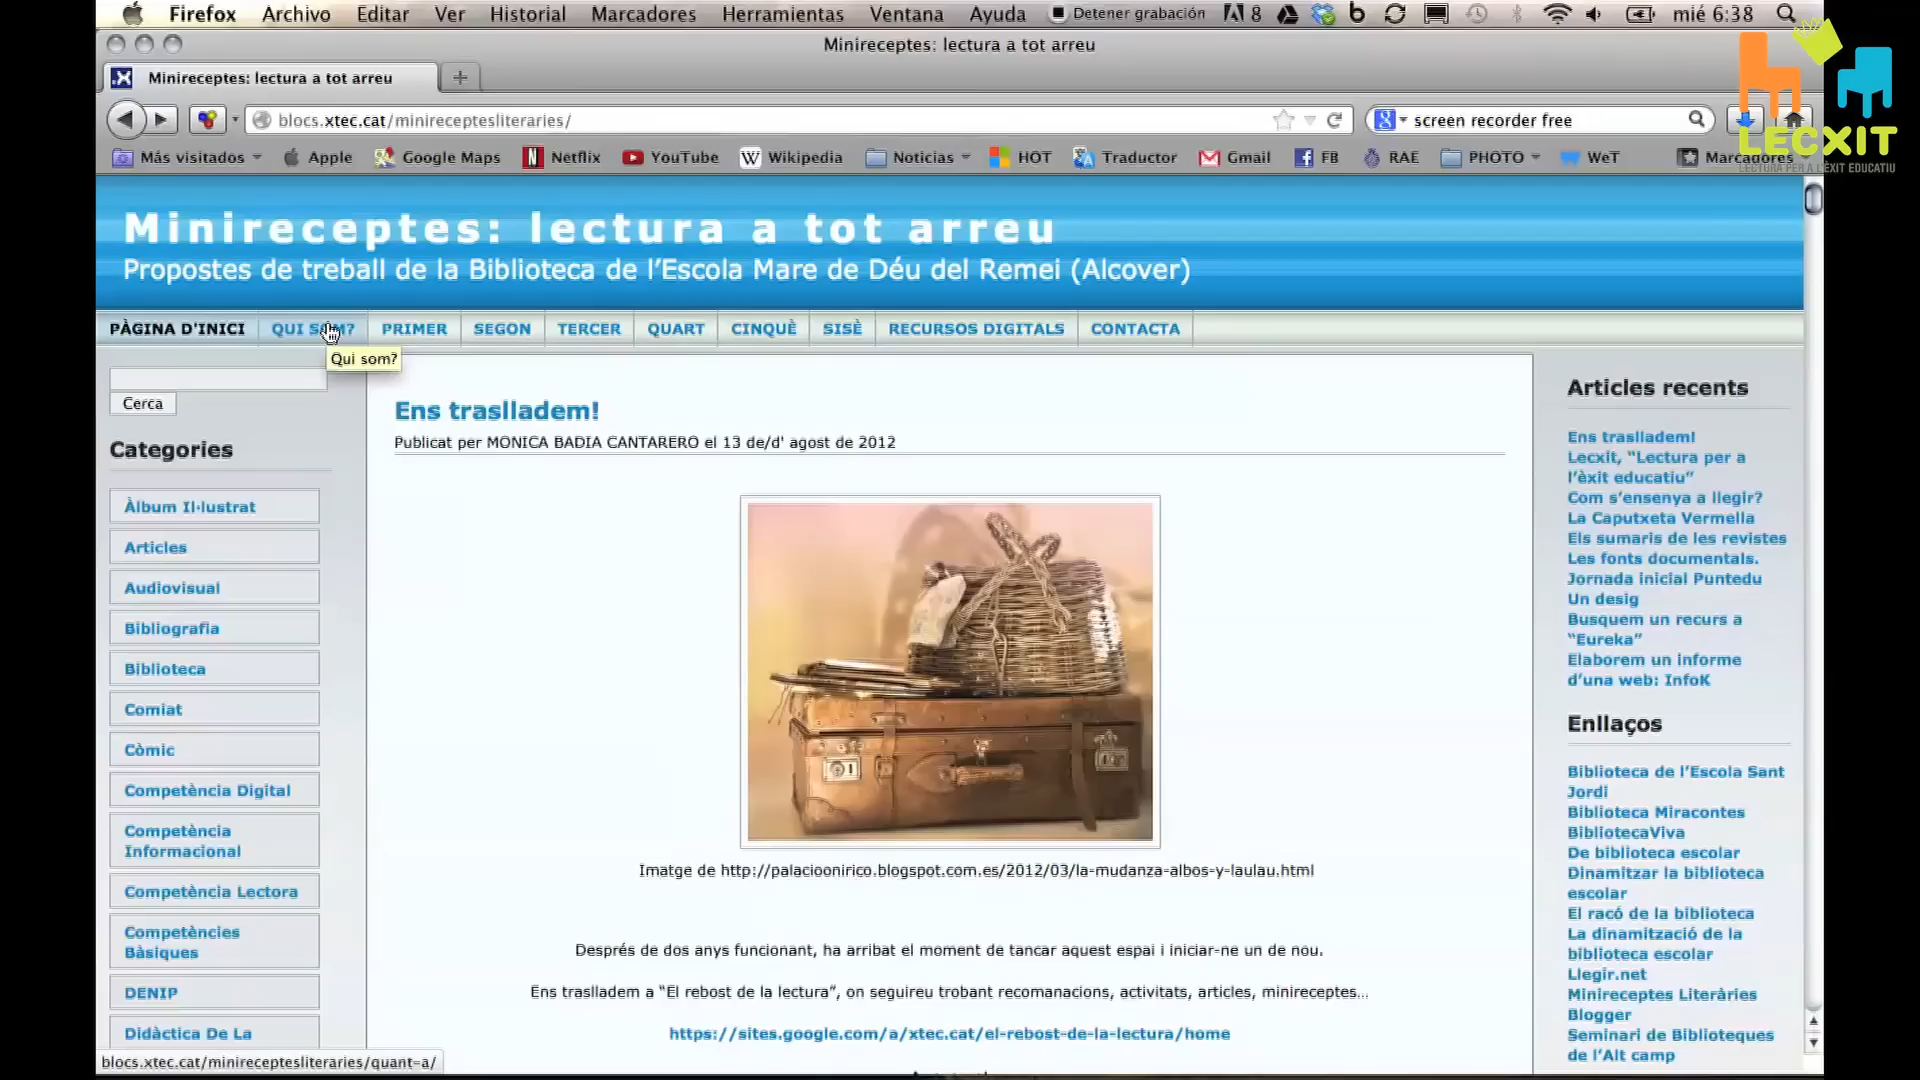 Firefox Archivo Editar Ver Historial Marcadores Herramientas Ventana Ayuda Detener grabación 8 mié 6:38
Minireceptes: lectura a tot arreu
Minireceptes: lectura a tot arreu
blocs.xtec.cat/minireceptesliteraries/
screen recorder free
Más visitados Apple Google Maps Netflix YouTube Wikipedia Noticias HOT Traductor Gmail FB RAE PHOTO WeT Marcadores
LECXIT
LECTURA PER A L'ÈXIT EDUCATIU
Minireceptes: lectura a tot arreu
Propostes de treball de la Biblioteca de l'Escola Mare de Déu del Remei (Alcover)
PÀGINA D'INICI QUI SOM? PRIMER SEGON TERCER QUART CINQUÈ SISÈ RECURSOS DIGITALS CONTACTA
Qui som?
Cerca
Categories
Àlbum Il·lustrat
Articles
Audiovisual
Bibliografia
Biblioteca
Comiat
Còmic
Competència Digital
Competència
Informacional
Competència Lectora
Competències
Bàsiques
DENIP
Didàctica De La
blocs.xtec.cat/minireceptesliteraries/quant-a/
Ens traslladem!
Publicat per MONICA BADIA CANTARERO el 13 de/d' agost de 2012
Imatge de http://palaciooniri​co.blogspot.com.es/2012/03/la-mudanza-albos-y-laulau.html
Després de dos anys funcionant, ha arribat el moment de tancar aquest espai i iniciar-ne un de nou.
Ens traslladem a "El rebost de la lectura", on seguireu trobant recomanacions, activitats, articles, minireceptes...
https://sites.google.com/a/xtec.cat/el-rebost-de-la-lectura/home
Articles recents
Ens traslladem!
Lecxit, "Lectura per a
l'èxit educatiu"
Com s'ensenya a llegir?
La Caputxeta Vermella
Els sumaris de les revistes
Les fonts documentals.
Jornada inicial Puntedu
Un desig
Busquem un recurs a
"Eureka"
Elaborem un informe
d'una web: InfoK
Enllaços
Biblioteca de l'Escola Sant
Jordi
Biblioteca Miracontes
BibliotecaViva
De biblioteca escolar
Dinamitzar la biblioteca
escolar
El racó de la biblioteca
La dinamització de la
biblioteca escolar
Llegir.net
Minireceptes Literàries
Blogger
Seminari de Biblioteques
de l'Alt camp